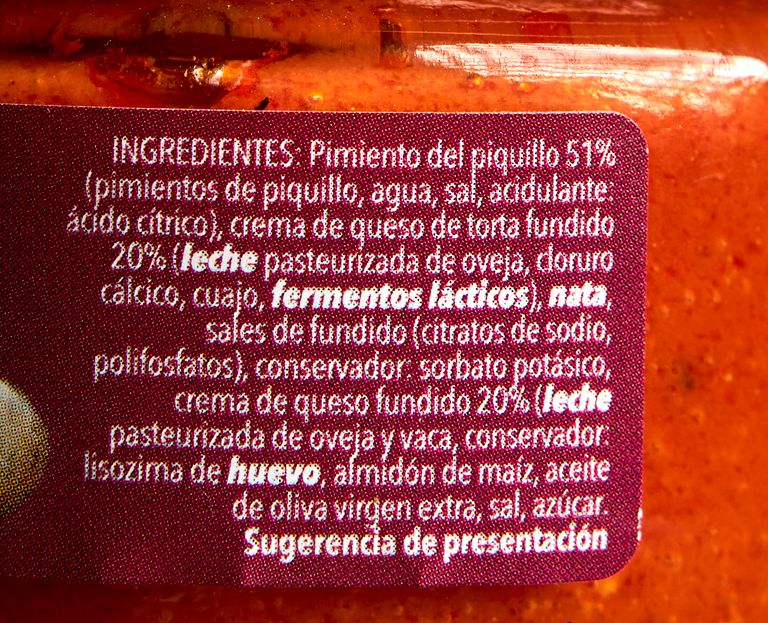 INGREDIENTES: Pimiento del piquillo 51%
(pimientos de piquillo, agua, sal, acidulante:
ácido cítrico), crema de queso de torta fundido
20% (leche pasteurizada de oveja, cloruro
cálcico, cuajo, fermentos lácticos), nata,
sales de fundido (citratos de sodio,
polifosfatos), conservador: sorbato potásico,
crema de queso fundido 20% (leche
pasteurizada de oveja y vaca, conservador:
lisozima de huevo, almidón de maíz, aceite
de oliva virgen extra, sal, azúcar.
Sugerencia de presentación